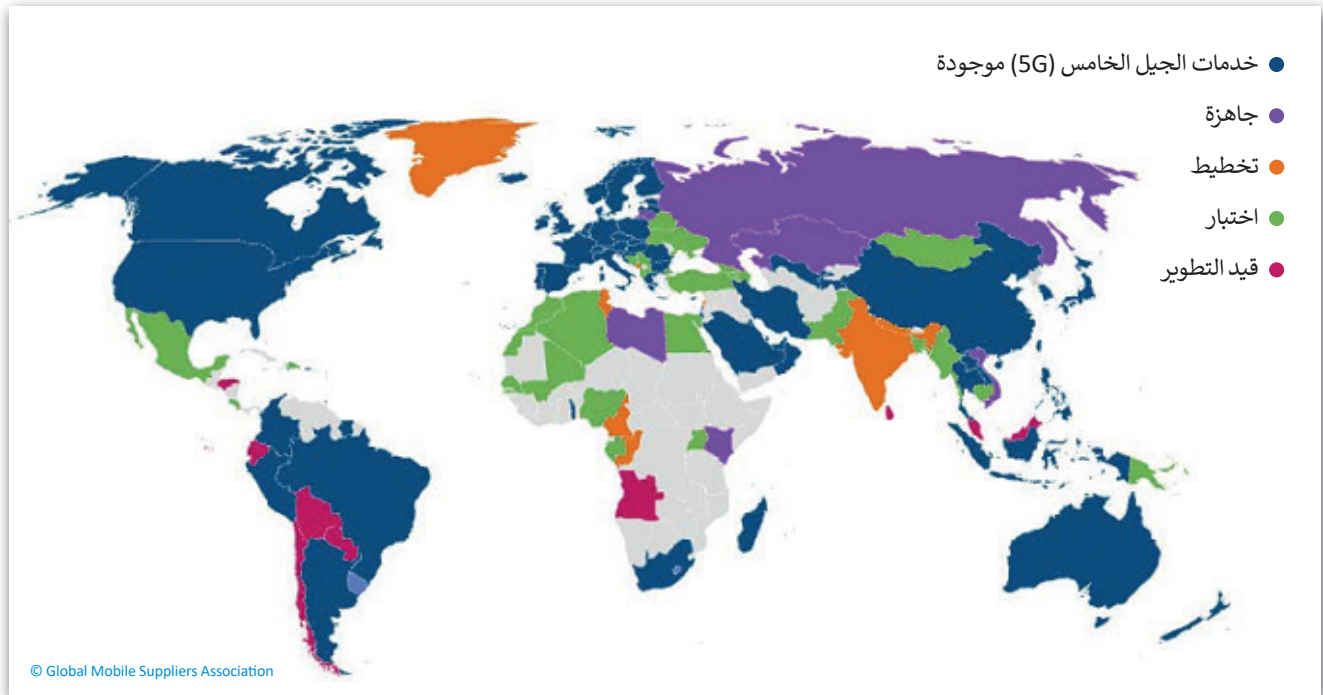 خدمات الجيل الخامس (5G) موجودة
جاهزة
تخطيط
اختبار
قيد التطوير
© Global Mobile Suppliers Association